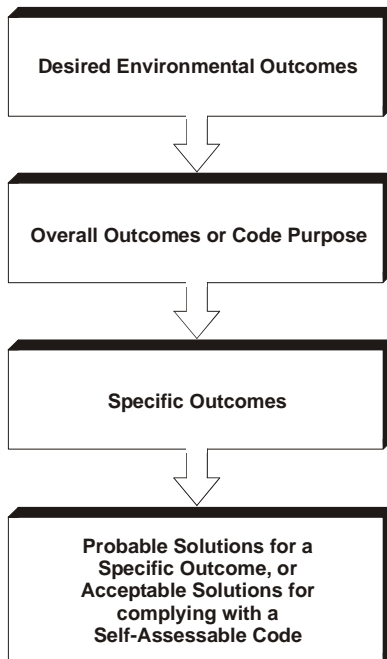 Desired Environmental Outcomes
Overall Outcomes or Code Purpose
Specific Outcomes
Probable Solutions for a
Specific Outcome, or
Acceptable Solutions for
complying with a
Self-Assessable Code